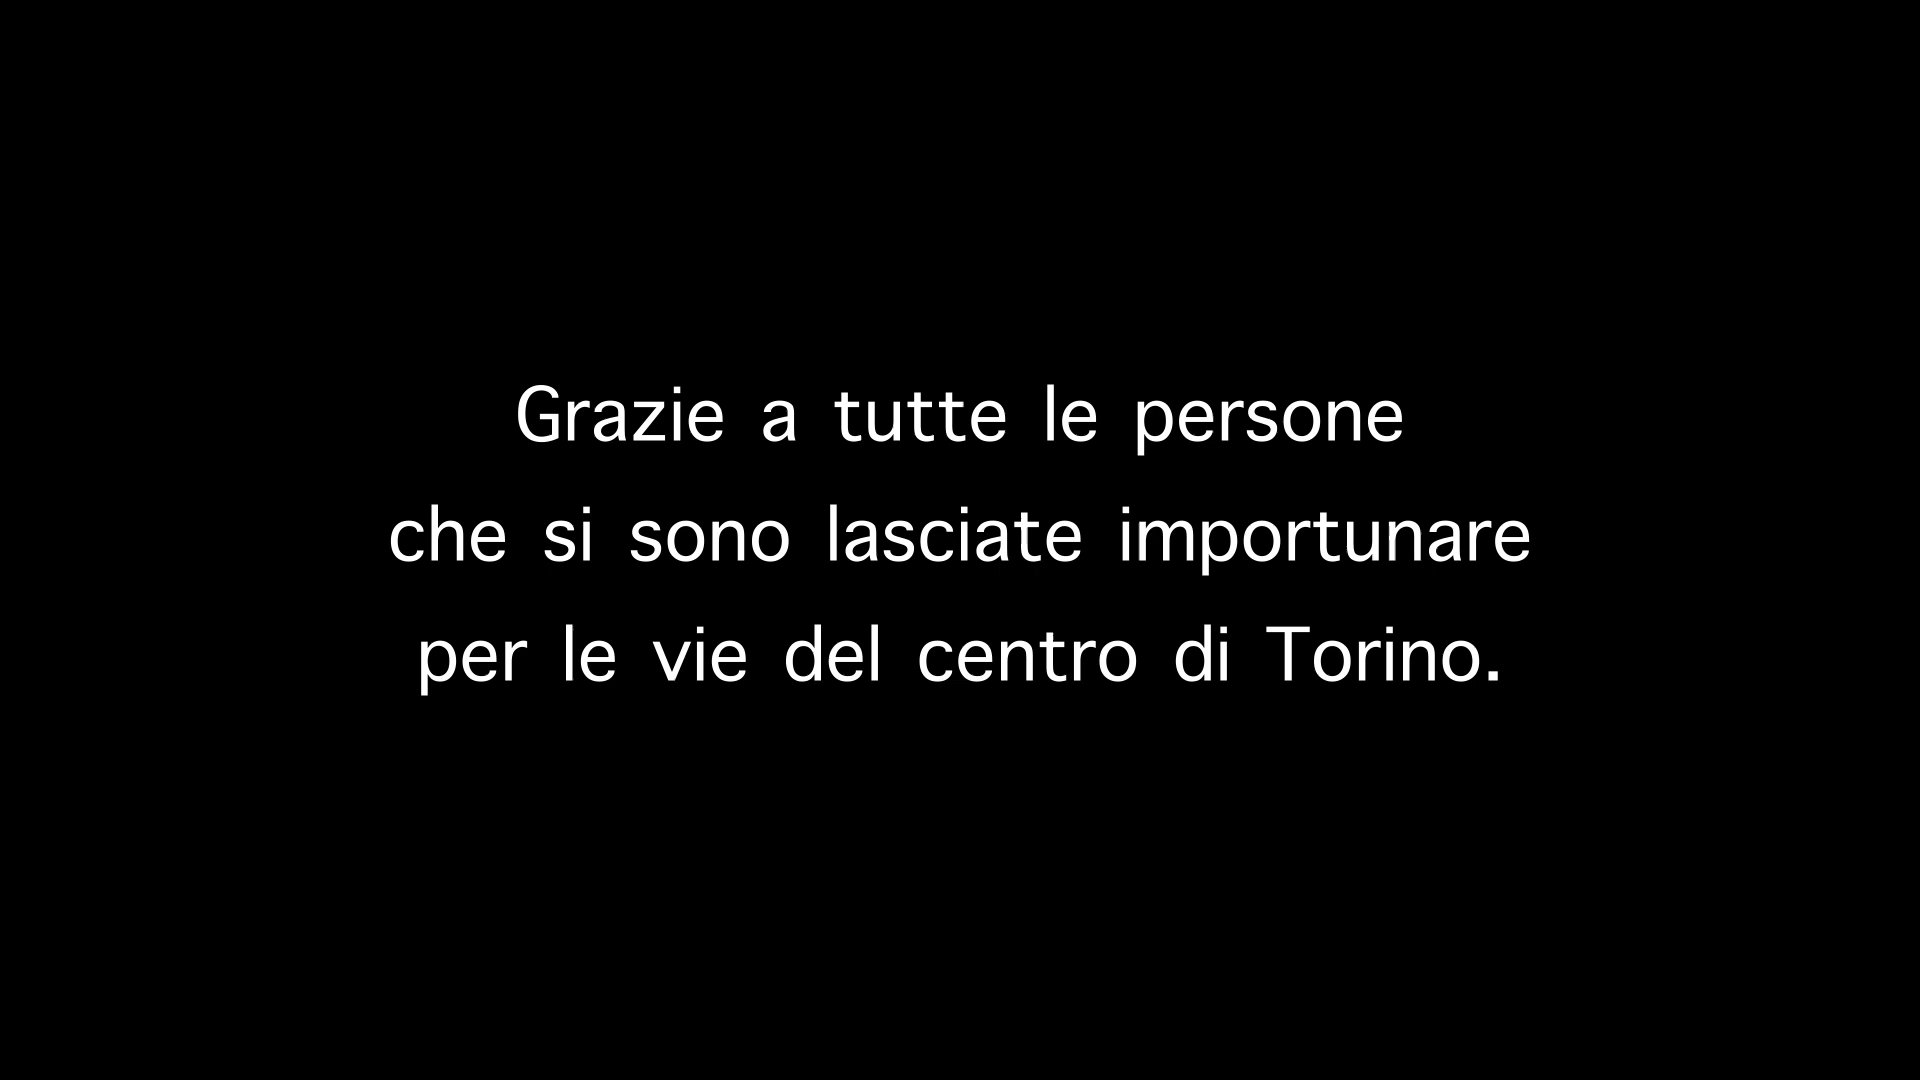 Grazie a tutte le persone
che si sono lasciate importunare
per le vie del centro di Torino.